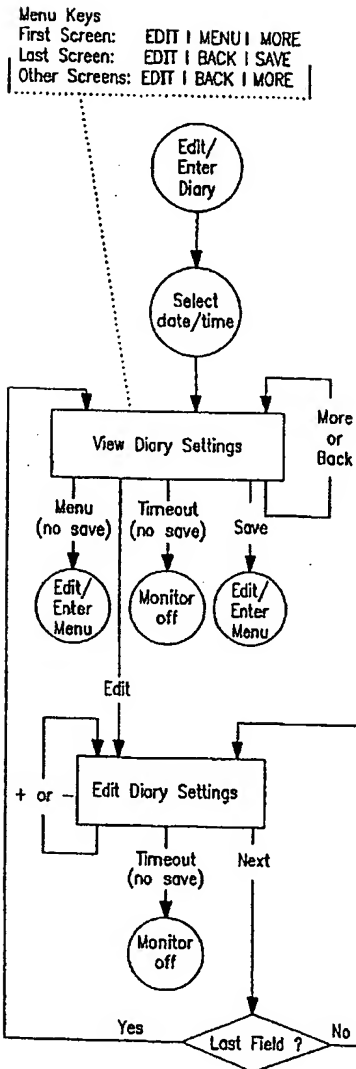 Menu Keys
First Screen: EDIT | MENU | MORE
Last Screen: EDIT | BACK | SAVE
Other Screens: EDIT | BACK | MORE
Edit/
Enter
Diary
Select
date/time
View Diary Settings
More
or
Back
Menu
(no save)
Timeout
(no save)
Save
Edit/
Enter
Menu
Monitor
off
Edit/
Enter
Menu
Edit
+ or -
Edit Diary Settings
Timeout
(no save)
Next
Monitor
off
Yes
Last Field ?
No